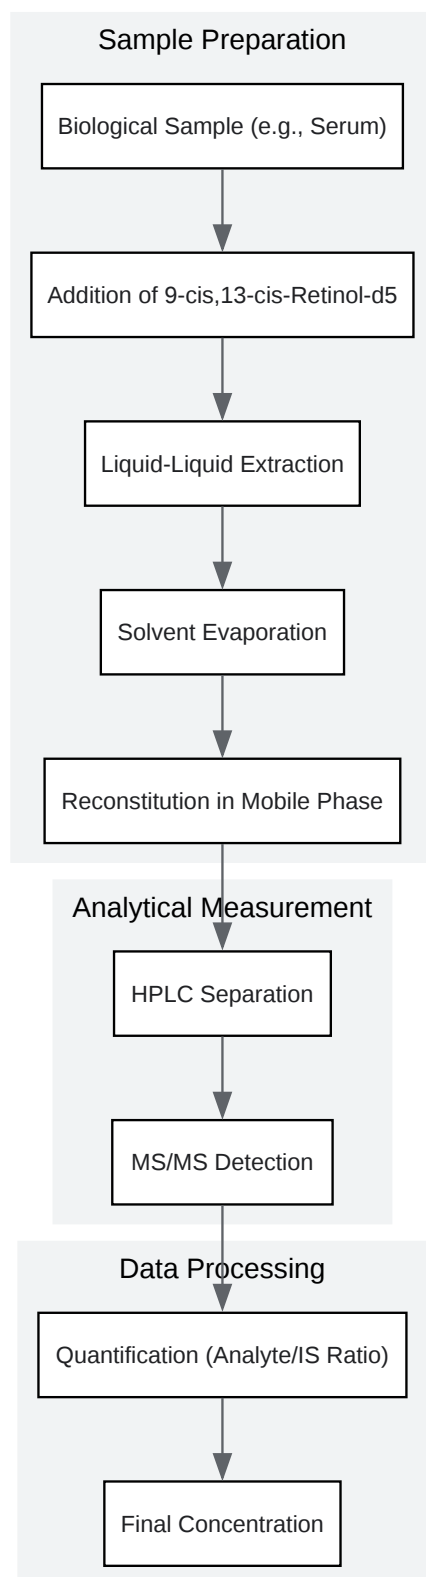 Sample Preparation
Biological Sample (e.g., Serum)
Addition of 9-cis,13-cis-Retinol-d5
Liquid-Liquid Extraction
Solvent Evaporation
Reconstitution in Mobile Phase
Analytical Measurement
HPLC Separation
MS/MS Detection
Data Processing
Quantification (Analyte/IS Ratio)
Final Concentration